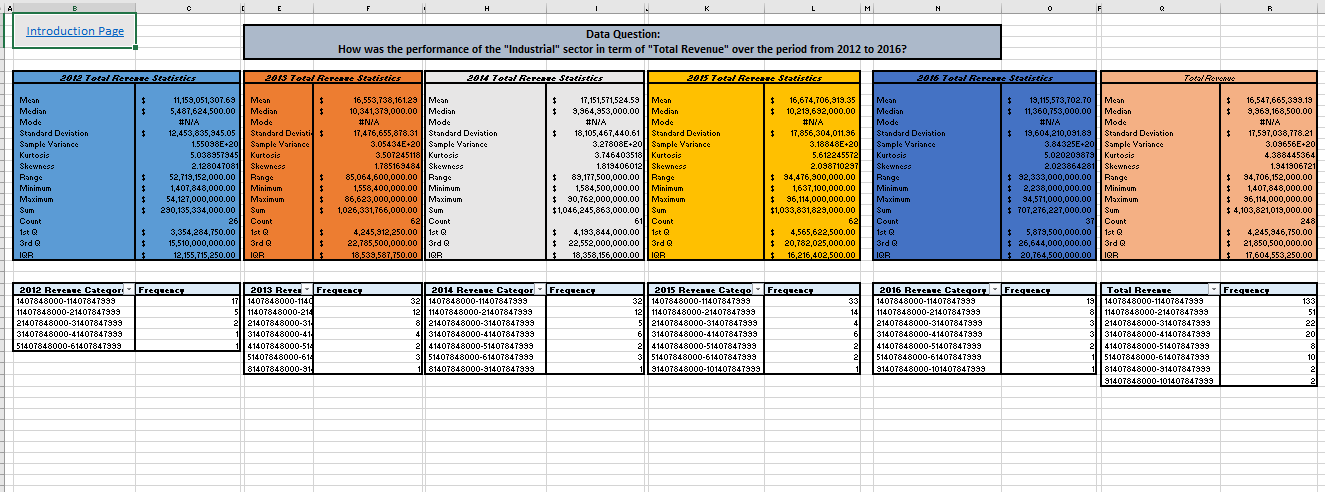 A B C D E F G H I J K L M N O P Q R
Introduction Page
Data Question:
How was the performance of the "Industrial" sector in term of "Total Revenue" over the period from 2012 to 2016?
2012 Total Revenue Statistics
Mean $ 11,159,051,307.69
Median $ 5,487,624,500.00
Mode #N/A
Standard Deviation $ 12,453,835,945.05
Sample Variance 1.55098E+20
Kurtosis 5.038957945
Skewness 2.128047081
Range $ 52,719,152,000.00
Minimum $ 1,407,848,000.00
Maximum $ 54,127,000,000.00
Sum $ 290,135,334,000.00
Count 26
1st Q $ 3,354,284,750.00
3rd Q $ 15,510,000,000.00
IQR $ 12,155,715,250.00
2013 Total Revenue Statistics
Mean $ 16,553,738,161.29
Median $ 10,341,379,000.00
Mode #N/A
Standard Deviati $ 17,476,655,878.31
Sample Variance 3.05434E+20
Kurtosis 3.507245118
Skewness 1.785169484
Range $ 85,064,600,000.00
Minimum $ 1,558,400,000.00
Maximum $ 86,623,000,000.00
Sum $ 1,026,331,766,000.00
Count 62
1st Q $ 4,245,912,250.00
3rd Q $ 22,785,500,000.00
IQR $ 18,539,587,750.00
2014 Total Revenue Statistics
Mean $ 17,151,571,524.59
Median $ 9,964,953,000.00
Mode #N/A
Standard Deviation $ 18,105,467,440.61
Sample Variance 3.27808E+20
Kurtosis 3.746403518
Skewness 1.819406012
Range $ 89,177,500,000.00
Minimum $ 1,584,500,000.00
Maximum $ 90,762,000,000.00
Sum $1,046,245,863,000.00
Count 61
1st Q $ 4,193,844,000.00
3rd Q $ 22,552,000,000.00
IQR $ 18,358,156,000.00
2015 Total Revenue Statistics
Mean $ 16,674,706,919.35
Median $ 10,219,692,000.00
Mode #N/A
Standard Deviation $ 17,856,304,011.96
Sample Variance 3.18848E+20
Kurtosis 5.612245572
Skewness 2.098710297
Range $ 94,476,900,000.00
Minimum $ 1,637,100,000.00
Maximum $ 96,114,000,000.00
Sum $1,033,831,829,000.00
Count 62
1st Q $ 4,565,622,500.00
3rd Q $ 20,782,025,000.00
IQR $ 16,216,402,500.00
2016 Total Revenue Statistics
Mean $ 19,115,573,702.70
Median $ 11,360,753,000.00
Mode #N/A
Standard Deviation $ 19,604,210,091.89
Sample Variance 3.84325E+20
Kurtosis 5.020209879
Skewness 2.023864281
Range $ 92,333,000,000.00
Minimum $ 2,238,000,000.00
Maximum $ 94,571,000,000.00
Sum $ 707,276,227,000.00
Count 37
1st Q $ 5,879,500,000.00
3rd Q $ 26,644,000,000.00
IQR $ 20,764,500,000.00
Total Revenue
Mean $ 16,547,665,399.19
Median $ 9,969,168,500.00
Mode #N/A
Standard Deviation $ 17,597,038,778.21
Sample Variance 3.09656E+20
Kurtosis 4.388445364
Skewness 1.941906721
Range $ 94,706,152,000.00
Minimum $ 1,407,848,000.00
Maximum $ 96,114,000,000.00
Sum $ 4,103,821,019,000.00
Count 248
1st Q $ 4,245,946,750.00
3rd Q $ 21,850,500,000.00
IQR $ 17,604,553,250.00
2012 Revenue Categori Frequency
1407848000-11407847999 17
11407848000-21407847999 5
21407848000-31407847999 2
31407848000-41407847999 1
51407848000-61407847999 1
2013 Reve Frequency
1407848000-1140 32
11407848000-214 12
21407848000-31 8
31407848000-41 4
41407848000-51 2
51407848000-61 3
81407848000-91 1
2014 Revenue Categor Frequency
1407848000-11407847999 32
11407848000-21407847999 12
21407848000-31407847999 5
31407848000-41407847999 6
41407848000-51407847999 2
51407848000-61407847999 3
81407848000-91407847999 1
2015 Revenue Catego Frequency
1407848000-11407847999 33
11407848000-21407847999 14
21407848000-31407847999 4
31407848000-41407847999 6
41407848000-51407847999 2
51407848000-61407847999 2
91407848000-101407847999 1
2016 Revenue Category Frequency
1407848000-11407847999 19
11407848000-21407847999 8
21407848000-31407847999 3
31407848000-41407847999 3
41407848000-51407847999 2
51407848000-61407847999 1
91407848000-101407847999 1
Total Revenue Frequency
1407848000-11407847999 133
11407848000-21407847999 51
21407848000-31407847999 22
31407848000-41407847999 20
41407848000-51407847999 8
51407848000-61407847999 10
81407848000-91407847999 2
91407848000-101407847999 2